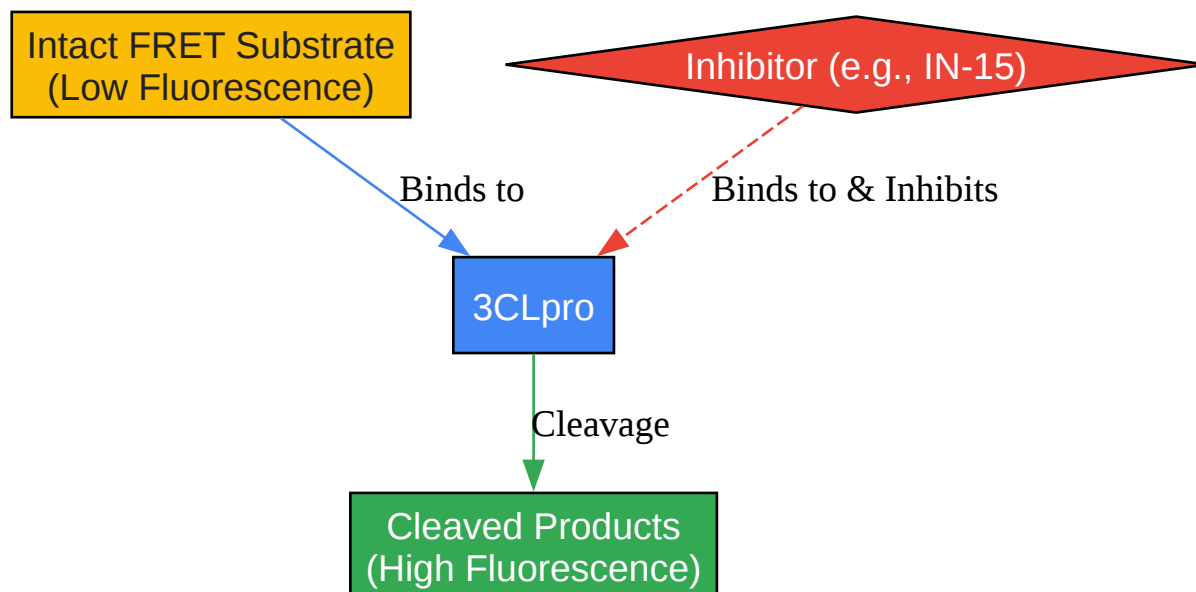 Intact FRET Substrate
(Low Fluorescence)
Inhibitor (e.g., IN-15)
Binds to
Binds to & Inhibits
3CLpro
Cleavage
Cleaved Products
(High Fluorescence)